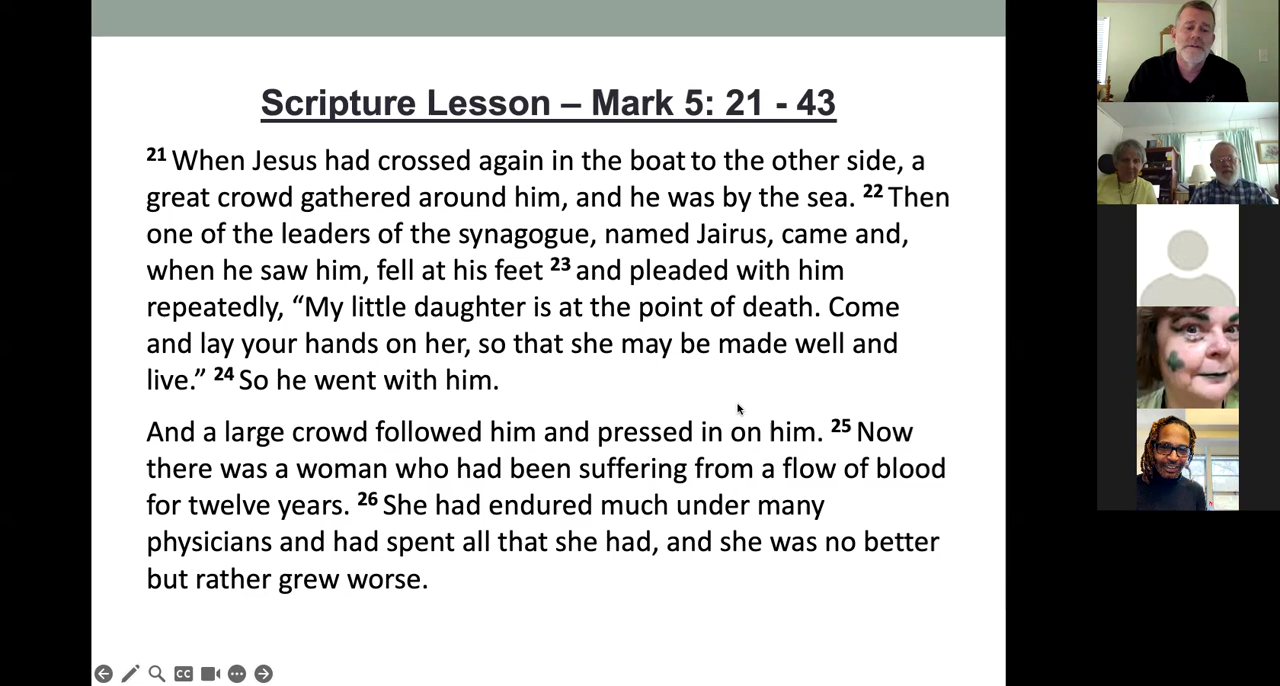 Scripture Lesson – Mark 5: 21 - 43
21 When Jesus had crossed again in the boat to the other side, a
great crowd gathered around him, and he was by the sea. 22 Then
one of the leaders of the synagogue, named Jairus, came and,
when he saw him, fell at his feet 23 and pleaded with him
repeatedly, “My little daughter is at the point of death. Come
and lay your hands on her, so that she may be made well and
live.” 24 So he went with him.
And a large crowd followed him and pressed in on him. 25 Now
there was a woman who had been suffering from a flow of blood
for twelve years. 26 She had endured much under many
physicians and had spent all that she had, and she was no better
but rather grew worse.
CC